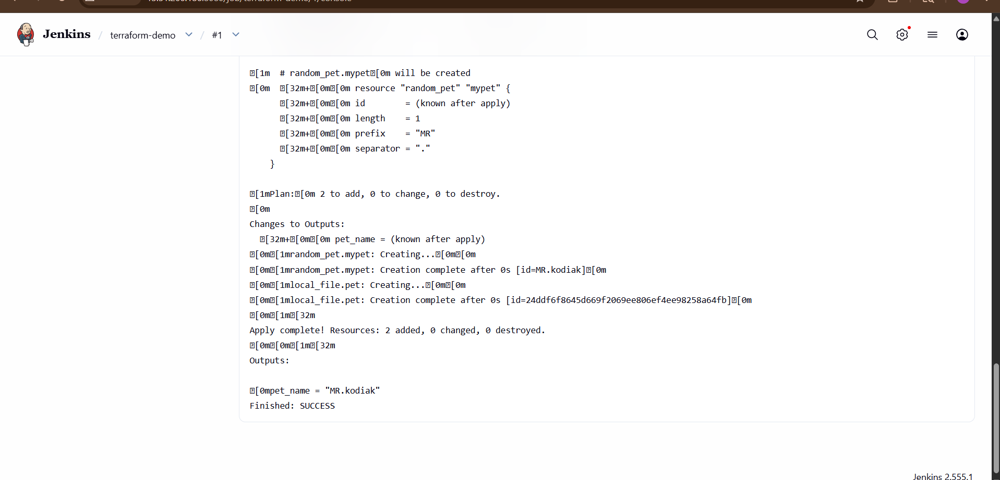 Jenkins / terraform-demo / #1
[1m  # random_pet.mypet[0m will be created
[0m  [32m+[0m[0m resource "random_pet" "mypet" {
      [32m+[0m[0m id        = (known after apply)
      [32m+[0m[0m length    = 1
      [32m+[0m[0m prefix    = "MR"
      [32m+[0m[0m separator = "."
    }
[1mPlan:[0m 2 to add, 0 to change, 0 to destroy.
[0m
Changes to Outputs:
  [32m+[0m[0m pet_name = (known after apply)
[0m[1mrandom_pet.mypet: Creating...[0m[0m
[0m[1mrandom_pet.mypet: Creation complete after 0s [id=MR.kodiak][0m
[0m[1mlocal_file.pet: Creating...[0m[0m
[0m[1mlocal_file.pet: Creation complete after 0s [id=24ddf6f8645d669f2069ee806ef4ee98258a64fb][0m
[0m[1m[32m
Apply complete! Resources: 2 added, 0 changed, 0 destroyed.
[0m[0m[1m[32m
Outputs:
[0mpet_name = "MR.kodiak"
Finished: SUCCESS
Jenkins 2.555.1